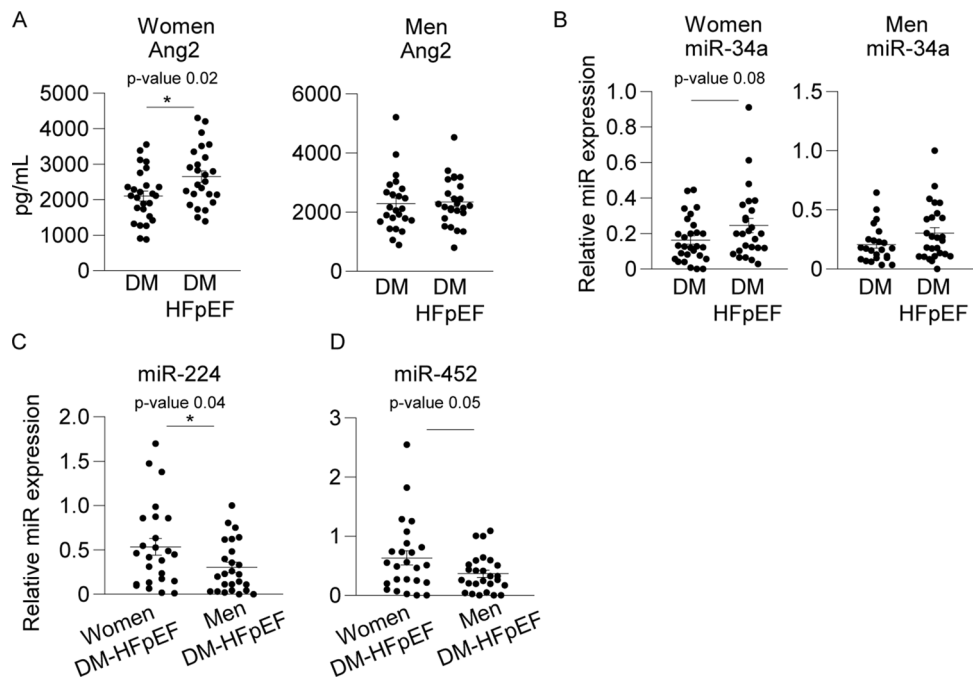 A
Women
Ang2
p-value 0.02
*
pg/mL
5000
4000
3000
2000
1000
0
DM
DM
HFpEF
Men
Ang2
6000
4000
2000
0
DM
DM
HFpEF
B
Women
miR-34a
p-value 0.08
Relative miR expression
1.0
0.8
0.6
0.4
0.2
0
DM
DM
HFpEF
Men
miR-34a
1.5
1.0
0.5
0
DM
DM
HFpEF
C
miR-224
p-value 0.04
*
Relative miR expression
2.0
1.5
1.0
0.5
0
Women
DM-HFpEF
Men
DM-HFpEF
D
miR-452
p-value 0.05
3
2
1
0
Women
DM-HFpEF
Men
DM-HFpEF